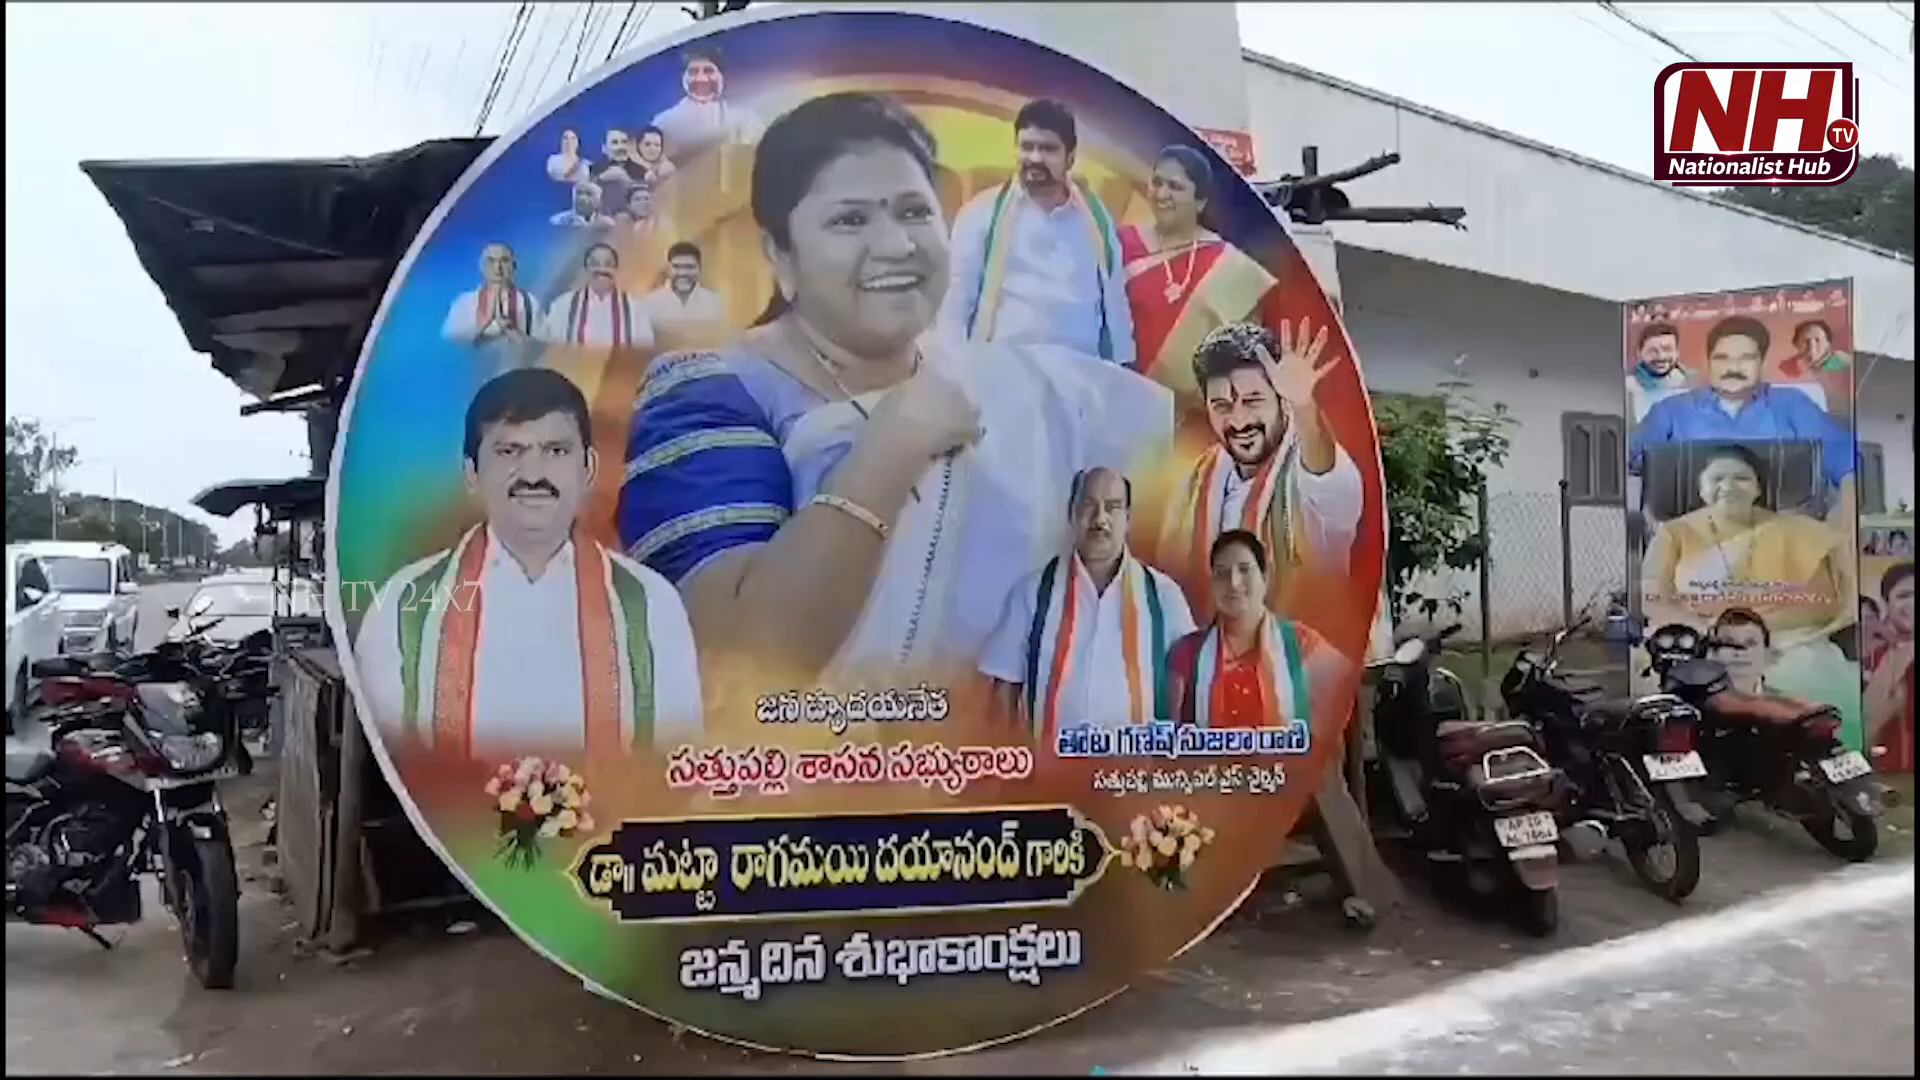 NH TV
Nationalist Hub
NH TV 24x7
జన హృదయనేత
సత్తుపల్లి శాసన సభ్యురాలు
తోట గణేష్ సుజలా రాణి
సత్తుపల్లి మున్సిపల్ వైస్ చైర్మన్
డా॥ మట్టా రాగమయి దయానంద్ గారికి
జన్మదిన శుభాకాంక్షలు